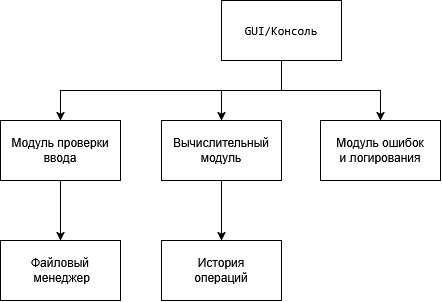 GUI/Консоль
Модуль проверки
ввода
Вычислительный
модуль
Модуль ошибок
и логирования
Файловый
менеджер
История
операций